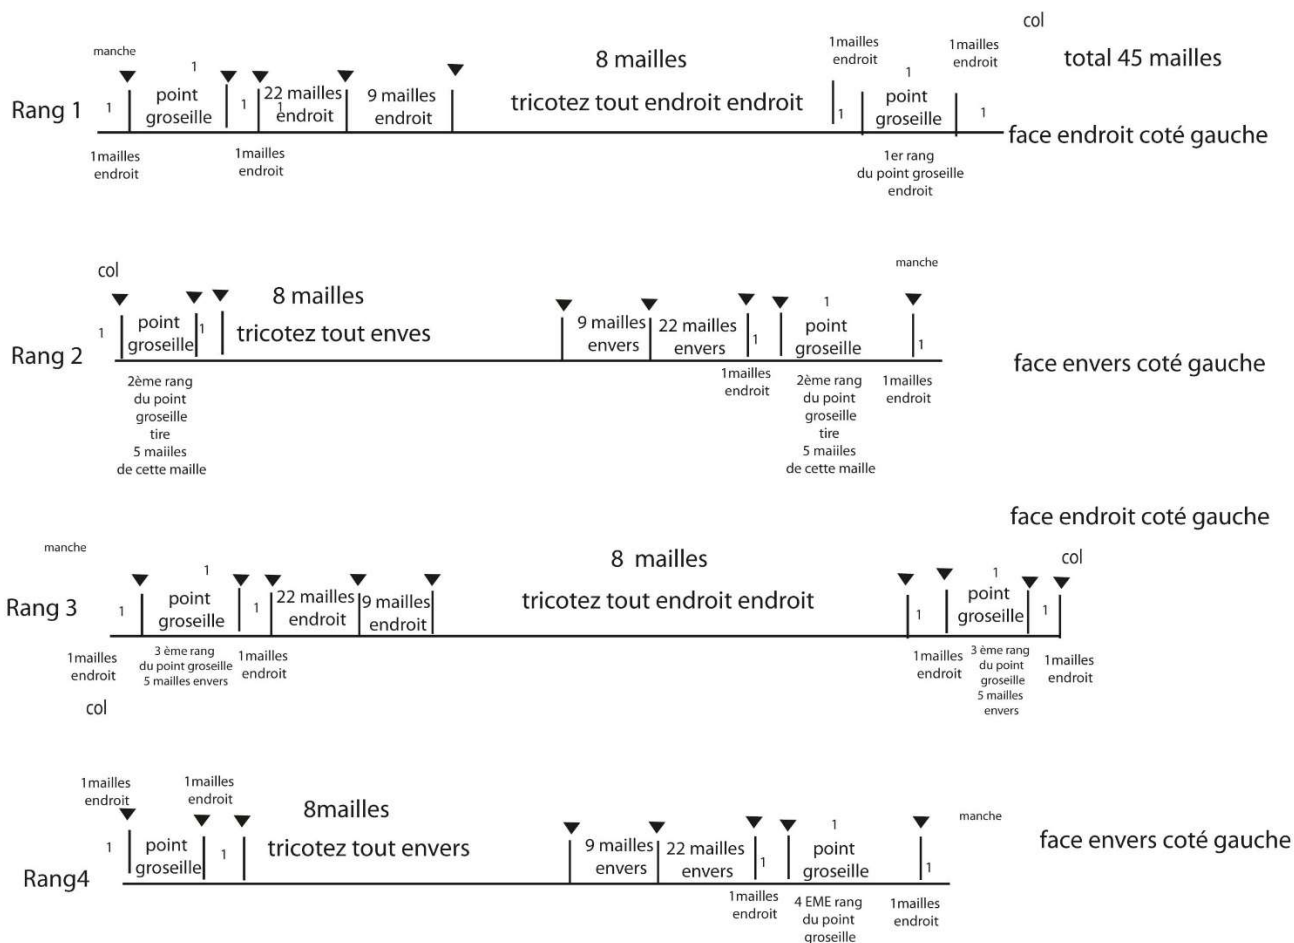 col
manche
1mailles
endroit
1mailles
endroit
total 45 mailles
8 mailles
Rang 1
1
1
point
groseille
1
22 mailles
endroit
1
9 mailles
endroit
tricotez tout endroit endroit
1
1
point
groseille
1
face endroit coté gauche
1mailles
endroit
1mailles
endroit
1er rang
du point groseille
endroit
col
manche
8 mailles
Rang 2
1
point
groseille
1
tricotez tout enves
9 mailles
envers
22 mailles
envers
1
1
point
groseille
1
face envers coté gauche
2ème rang
du point
groseille
tire
5 maiiles
de cette maille
1mailles
endroit
2ème rang
du point
groseille
tire
5 maiiles
de cette maille
1mailles
endroit
face endroit coté gauche
manche
8 mailles
col
Rang 3
1
1
point
groseille
1
22 mailles
endroit
9 mailles
endroit
tricotez tout endroit endroit
1
1
point
groseille
1
1mailles
endroit
3 ème rang
du point groseille
5 mailles envers
1mailles
endroit
1mailles
endroit
3 ème rang
du point
groseille
5 mailles
envers
1mailles
endroit
col
1mailles
endroit
1mailles
endroit
8mailles
manche
Rang4
1
point
groseille
1
tricotez tout envers
9 mailles
envers
22 mailles
envers
1
1
point
groseille
1
face envers coté gauche
1mailles
endroit
4 EME rang
du point
groseille
1mailles
endroit